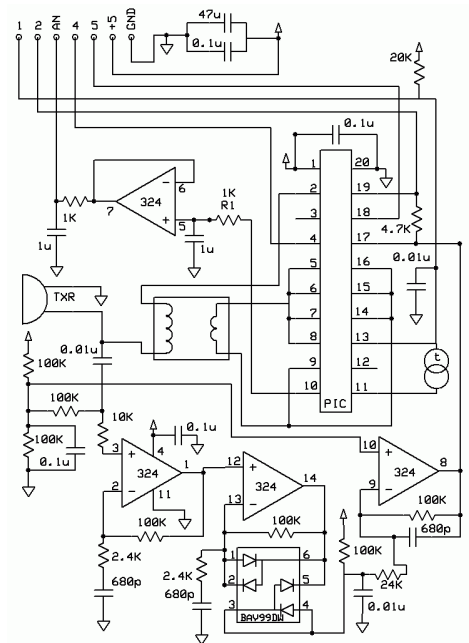 1 2 AN 4 5 +5 GND
47u
0.1u
20K
0.1u
1 20
2 19
3 18
4 17
5 16
6 15
7 14
8 13
9 12
10 11
PIC
4.7K
0.01u
t
324
6
7
5
1K
1u
1K
R1
1u
TXR
100K
0.01u
100K
10K
100K
0.1u
0.1u
3
4
324
1
2
11
100K
2.4K
680p
12
324
14
13
100K
2.4K
680p
1 6
2 5
3 4
BAV99DW
10
324
8
9
100K
680p
100K
24K
0.01u